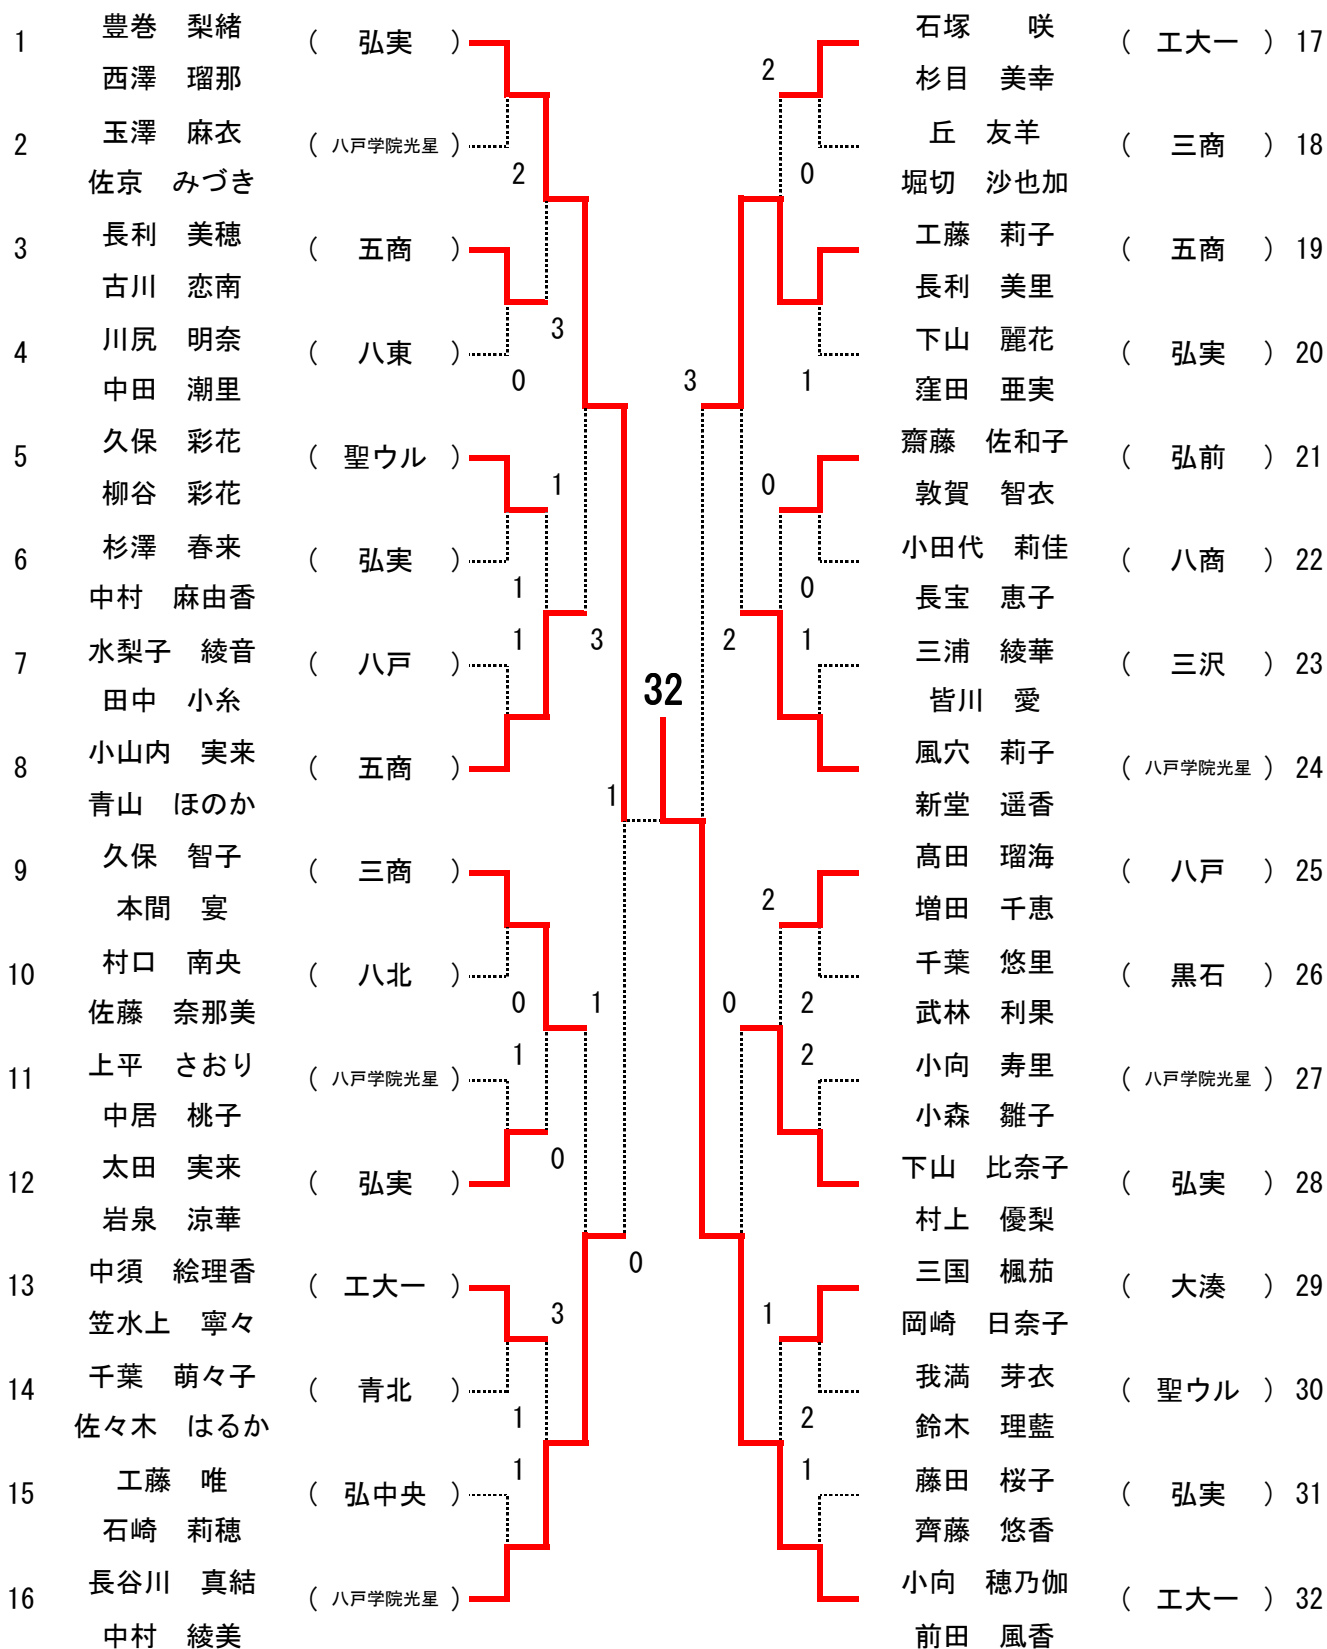 1 豊巻 梨緒 西澤 瑠那 ( 弘実 )
2 玉澤 麻衣 佐京 みづき ( 八戸学院光星 )
3 長利 美穂 古川 恋南 ( 五商 )
4 川尻 明奈 中田 潮里 ( 八東 )
5 久保 彩花 柳谷 彩花 ( 聖ウル )
6 杉澤 春来 中村 麻由香 ( 弘実 )
7 水梨子 綾音 田中 小糸 ( 八戸 )
8 小山内 実来 青山 ほのか ( 五商 )
9 久保 智子 本間 宴 ( 三商 )
10 村口 南央 佐藤 奈那美 ( 八北 )
11 上平 さおり 中居 桃子 ( 八戸学院光星 )
12 太田 実来 岩泉 涼華 ( 弘実 )
13 中須 絵理香 笠水上 寧々 ( 工大一 )
14 千葉 萌々子 佐々木 はるか ( 青北 )
15 工藤 唯 石崎 莉穂 ( 弘中央 )
16 長谷川 真結 中村 綾美 ( 八戸学院光星 )
2
3
0
1
1
1
3
1
0
1
1
0
0
3
1
1
32
2
0
3
1
0
0
2
1
2
0
2
2
1
2
1
石塚 咲 杉目 美幸 ( 工大一 ) 17
丘 友羊 堀切 沙也加 ( 三商 ) 18
工藤 莉子 長利 美里 ( 五商 ) 19
下山 麗花 窪田 亜実 ( 弘実 ) 20
齋藤 佐和子 敦賀 智衣 ( 弘前 ) 21
小田代 莉佳 長宝 恵子 ( 八商 ) 22
三浦 綾華 皆川 愛 ( 三沢 ) 23
風穴 莉子 新堂 遥香 ( 八戸学院光星 ) 24
髙田 瑠海 増田 千恵 ( 八戸 ) 25
千葉 悠里 武林 利果 ( 黒石 ) 26
小向 寿里 小森 雛子 ( 八戸学院光星 ) 27
下山 比奈子 村上 優梨 ( 弘実 ) 28
三国 楓茄 岡崎 日奈子 ( 大湊 ) 29
我満 芽衣 鈴木 理藍 ( 聖ウル ) 30
藤田 桜子 齊藤 悠香 ( 弘実 ) 31
小向 穂乃伽 前田 風香 ( 工大一 ) 32